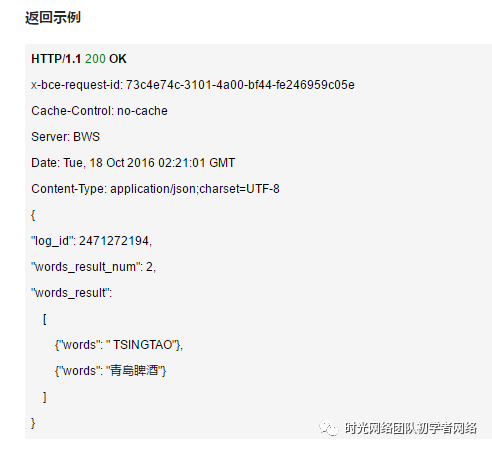 返回示例
HTTP/1.1 200 OK
x-bce-request-id: 73c4e74c-3101-4a00-bf44-fe246959c05e
Cache-Control: no-cache
Server: BWS
Date: Tue, 18 Oct 2016 02:21:01 GMT
Content-Type: application/json;charset=UTF-8
{
"log_id": 2471272194,
"words_result_num": 2,
"words_result":
[
{"words": " TSINGTAO"},
{"words": "青島睥酒"}
]
}
时光网络团队初学者网络